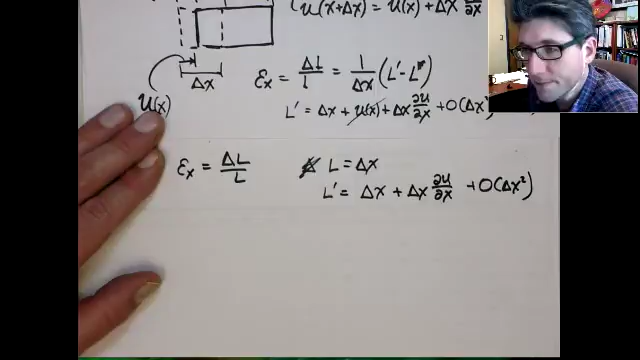 u(x+Δx) = u(x) + Δx ∂u/∂x
Δx
u(x)
εx = ΔL/L = 1/Δx (L' - L)
L' = Δx + u(x) + Δx ∂u/∂x + O(Δx²
εx = ΔL/L
L = Δx
L' = Δx + Δx ∂u/∂x + O(Δx²)